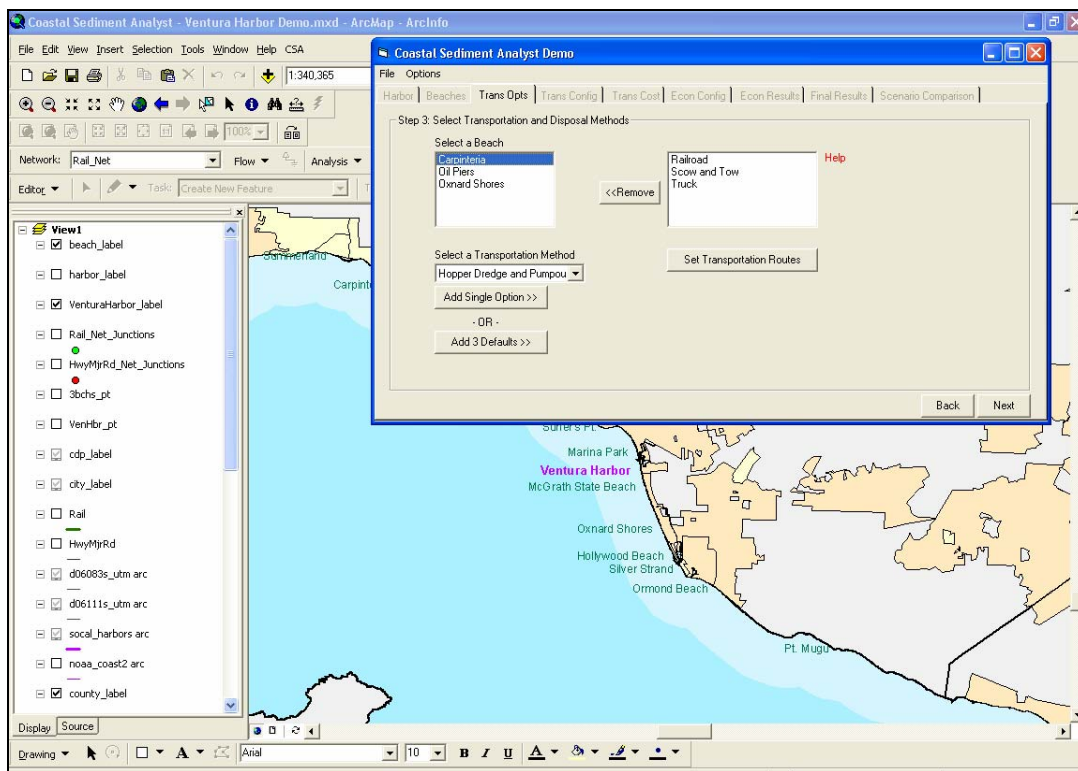 Coastal Sediment Analyst - Ventura Harbor Demo.mxd - ArcMap - ArcInfo
File Edit View Insert Selection Tools Window Help CSA
1:340,365
100%
Network: Rail_Net Flow Analysis
Editor Task: Create New Feature
View1
beach_label
harbor_label
VenturaHarbor_label
Rail_Net_Junctions
HwyMjrRd_Net_Junctions
3bchs_pt
VenHbr_pt
cdp_label
city_label
Rail
HwyMjrRd
d06083s_utm arc
d06111s_utm arc
socal_harbors arc
noaa_coast2 arc
county_label
Display Source
Drawing Arial 10 B I U A
Coastal Sediment Analyst Demo
File Options
Harbor Beaches Trans Opts Trans Config Trans Cost Econ Config Econ Results Final Results Scenario Comparison
Step 3: Select Transportation and Disposal Methods
Select a Beach
Carpinteria
Oil Piers
Oxnard Shores
<<Remove
Railroad
Scow and Tow
Truck
Help
Select a Transportation Method
Hopper Dredge and Pumpou
Add Single Option >>
- OR -
Add 3 Defaults >>
Set Transportation Routes
Back Next
Summerland
Carpint
Surfer's Pt.
Marina Park
Ventura Harbor
McGrath State Beach
Oxnard Shores
Hollywood Beach
Silver Strand
Ormond Beach
Pt. Mugu